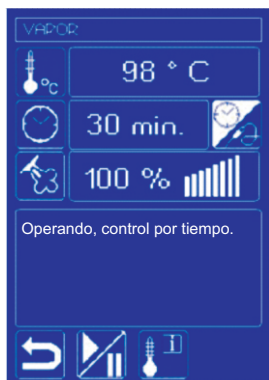 VAPOR
98 ° C
°C
30 min.
100 %
Operando, control por tiempo.